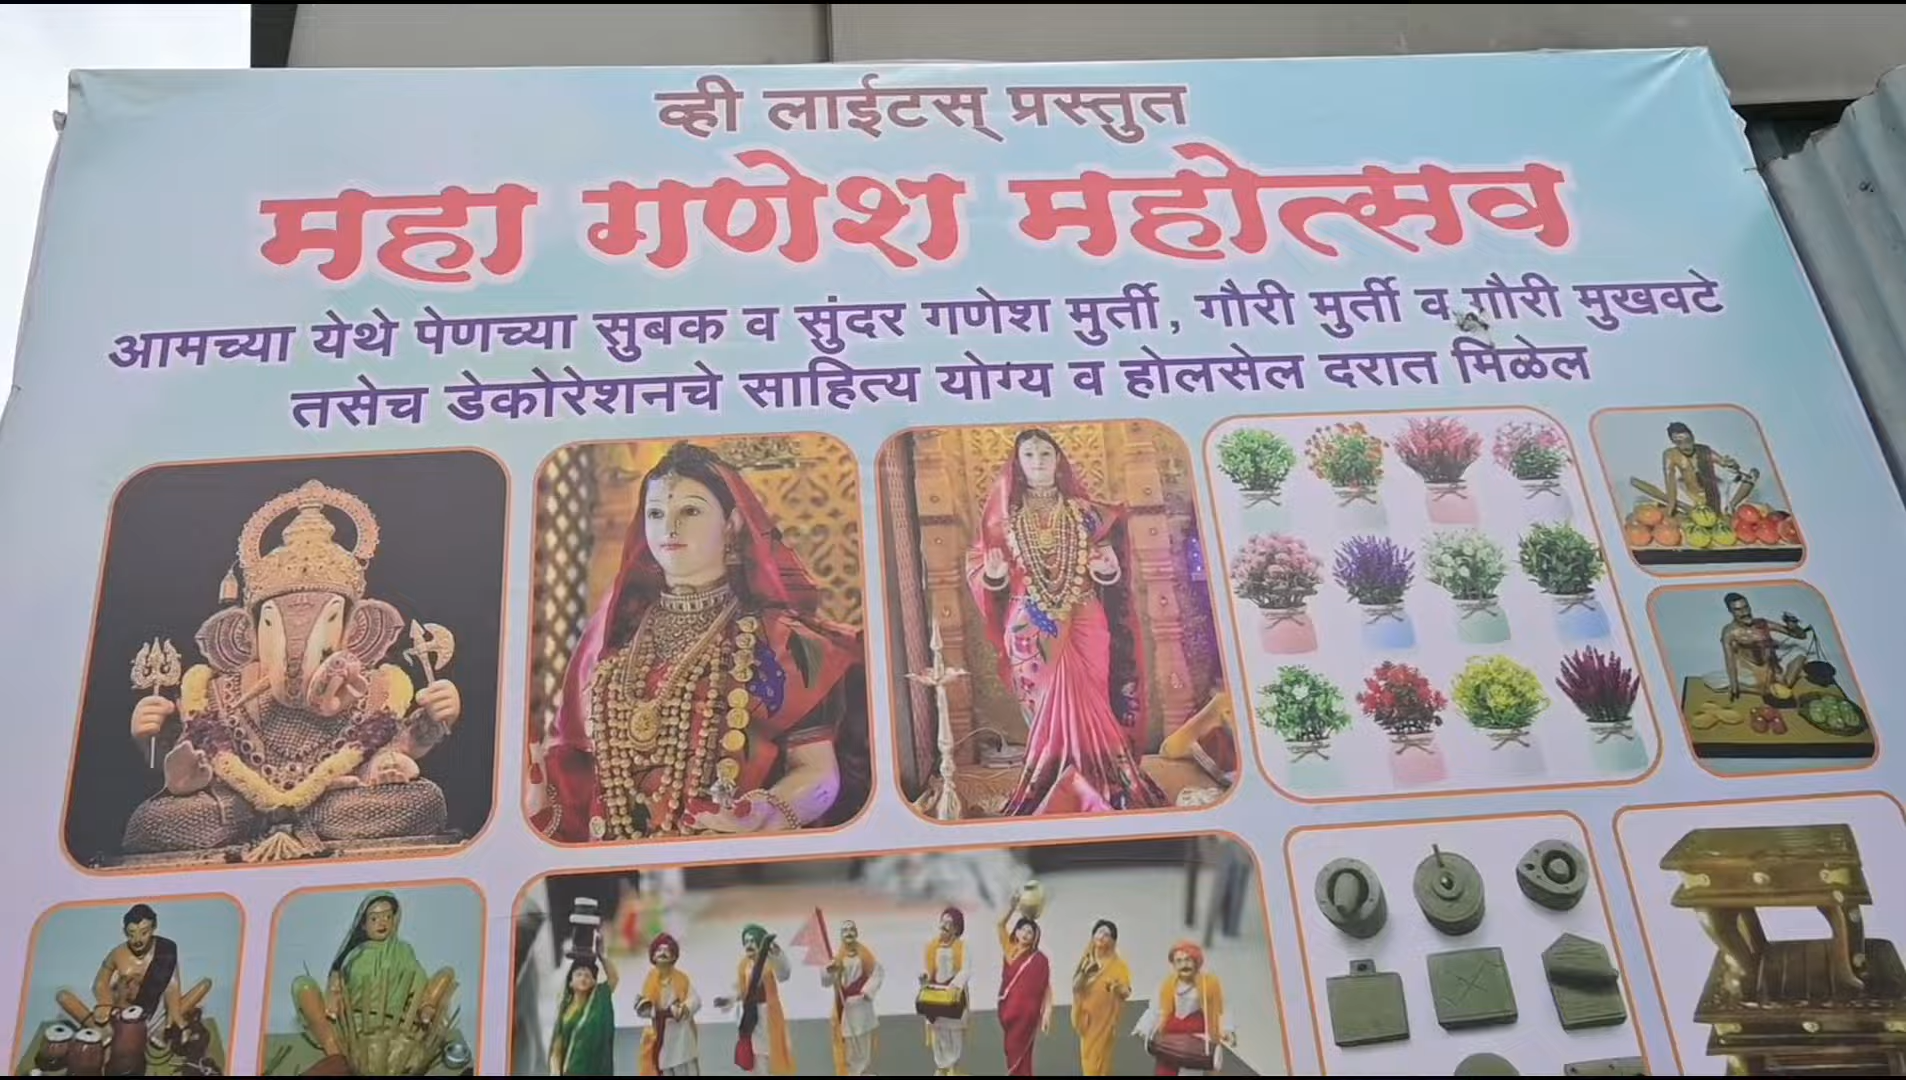 व्ही लाईटस् प्रस्तुत
महा गणेश महोत्सव
आमच्या येथे पेणच्या सुबक व सुंदर गणेश मुर्ती, गौरी मुर्ती व गौरी मुखवटे
तसेच डेकोरेशनचे साहित्य योग्य व होलसेल दरात मिळेल